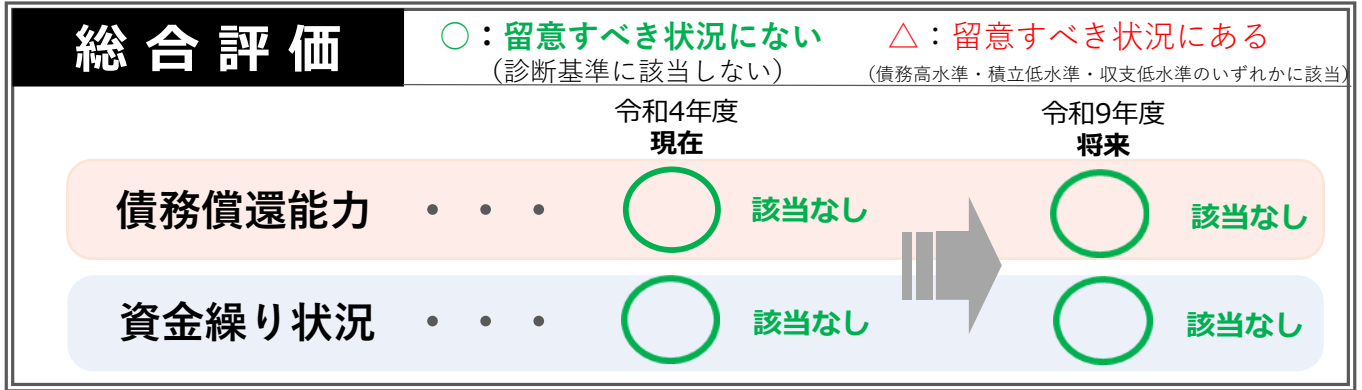 総合評価
○：留意すべき状況にない
（診断基準に該当しない）
△：留意すべき状況にある
（債務高水準・積立低水準・収支低水準のいずれかに該当）
令和4年度
現在
令和9年度
将来
債務償還能力 ・・・ ○ 該当なし ○ 該当なし
資金繰り状況 ・・・ ○ 該当なし ○ 該当なし